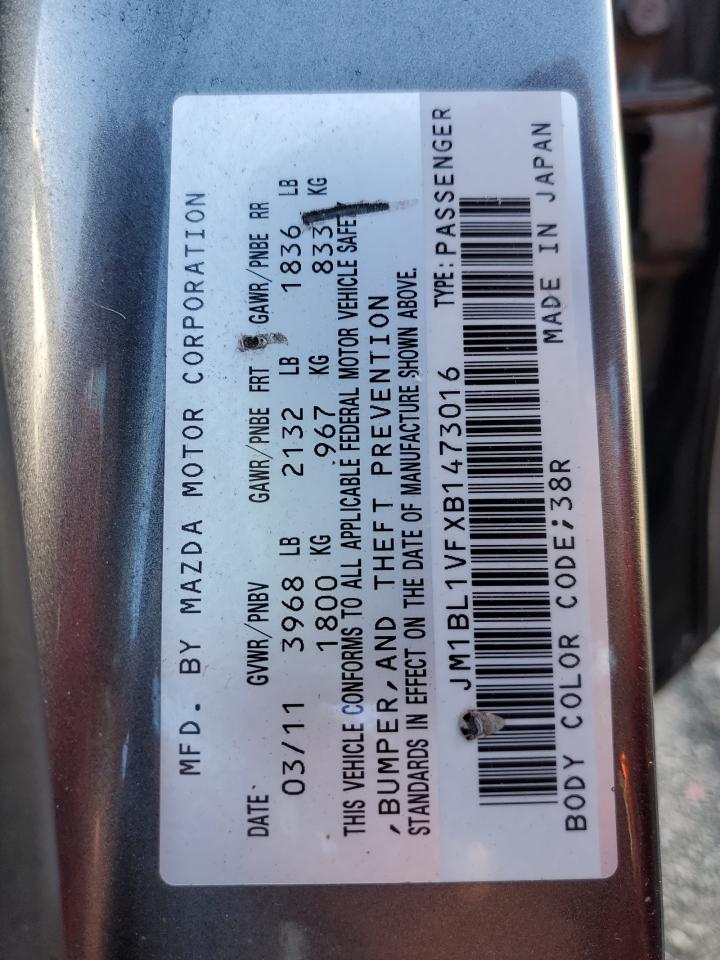 MFD. BY MAZDA MOTOR CORPORATION
DATE GVWR/PNBV GAWR/PNBE FRT GAWR/PNBE RR
03/11 3968 LB 2132 LB 1836 LB
1800 KG 967 KG 833 KG
THIS VEHICLE CONFORMS TO ALL APPLICABLE FEDERAL MOTOR VEHICLE SAFE
,BUMPER,AND THEFT PREVENTION
STANDARDS IN EFFECT ON THE DATE OF MANUFACTURE SHOWN ABOVE.
JM1BL1VFXB1473016 TYPE:PASSENGER
BODY COLOR CODE;38R MADE IN JAPAN